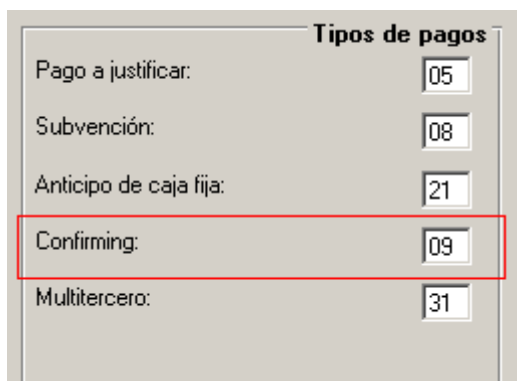 Tipos de pagos
Pago a justificar: 05
Subvención: 08
Anticipo de caja fija: 21
Confirming: 09
Multitercero: 31